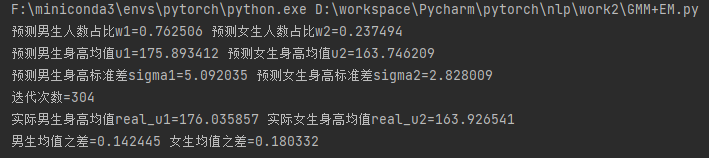 F:\miniconda3\envs\pytorch\python.exe D:\workspace\Pycharm\pytorch\nlp\work2\GMM+EM.py
预测男生人数占比w1=0.762506 预测女生人数占比w2=0.237494
预测男生身高均值u1=175.893412 预测女生身高均值u2=163.746209
预测男生身高标准差sigma1=5.092035 预测女生身高标准差sigma2=2.828009
迭代次数=304
实际男生身高均值real_u1=176.035857 实际女生身高均值real_u2=163.926541
男生均值之差=0.142445 女生均值之差=0.180332